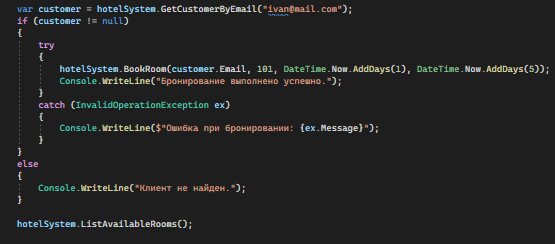 var customer = hotelSystem.GetCustomerByEmail("ivan@mail.com");
if (customer != null)
{
    try
    {
        hotelSystem.BookRoom(customer.Email, 101, DateTime.Now.AddDays(1), DateTime.Now.AddDays(5));
        Console.WriteLine("Бронирование выполнено успешно.");
    }
    catch (InvalidOperationException ex)
    {
        Console.WriteLine($"Ошибка при бронировании: {ex.Message}");
    }
}
else
{
    Console.WriteLine("Клиент не найден.");
}
hotelSystem.ListAvailableRooms();